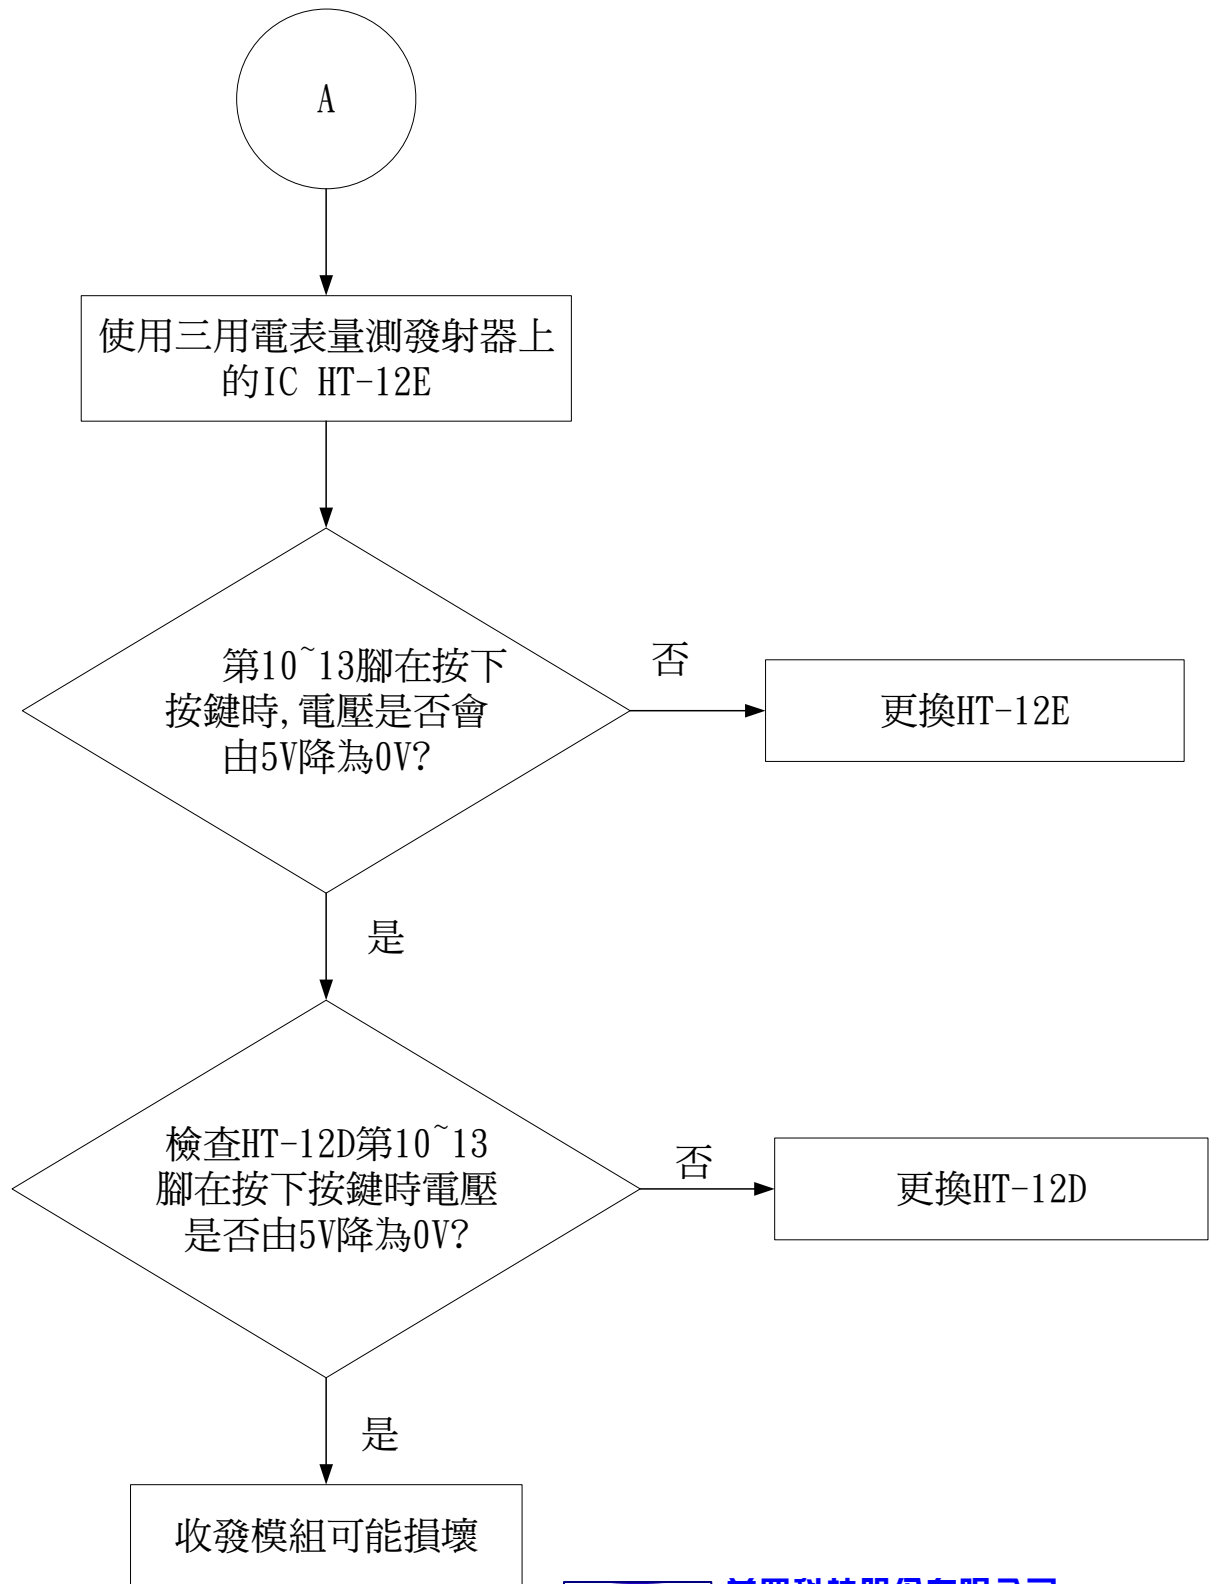 A
使用三用電表量測發射器上
的IC HT-12E
第10~13腳在按下
按鍵時,電壓是否會
由5V降為0V?
否
更換HT-12E
是
檢查HT-12D第10~13
腳在按下按鍵時電壓
是否由5V降為0V?
否
更換HT-12D
是
收發模組可能損壞